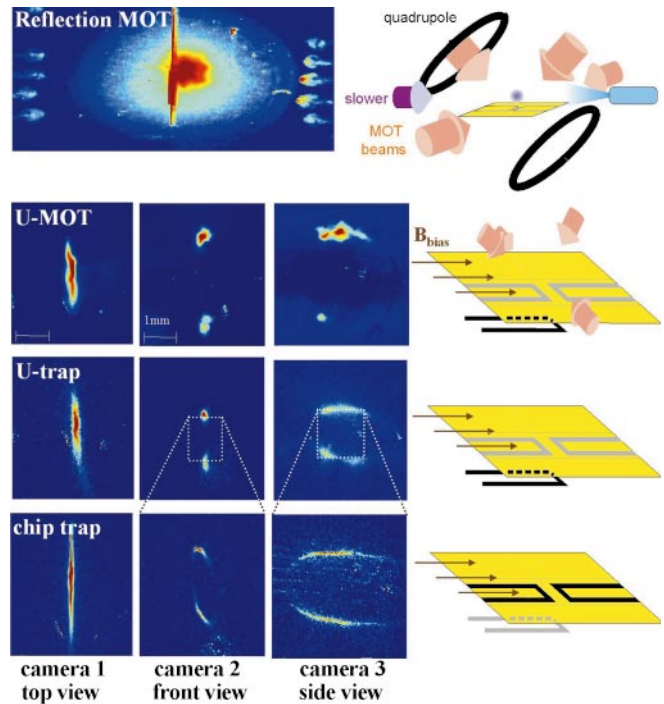 Reflection MOT
quadrupole
slower
MOT
beams
U-MOT
1mm
B_bias
U-trap
chip trap
camera 1
top view
camera 2
front view
camera 3
side view